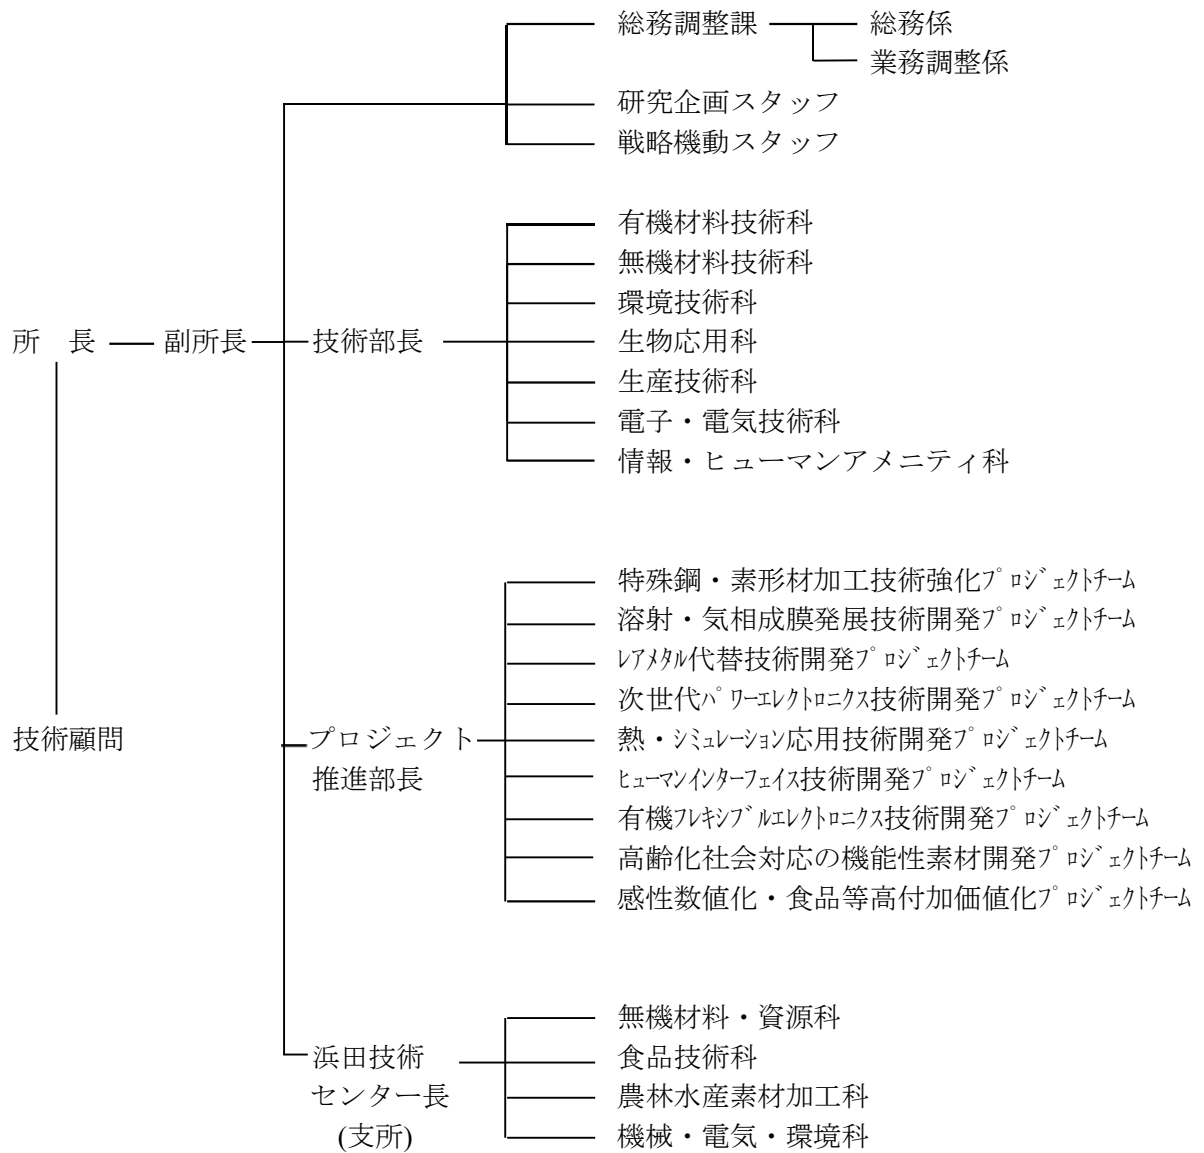 総務調整課 総務係
業務調整係
研究企画スタッフ
戦略機動スタッフ
有機材料技術科
無機材料技術科
環境技術科
所　長 副所長 技術部長 生物応用科
生産技術科
電子・電気技術科
情報・ヒューマンアメニティ科
特殊鋼・素形材加工技術強化ﾌﾟﾛｼﾞｪｸﾄﾁｰﾑ
溶射・気相成膜発展技術開発ﾌﾟﾛｼﾞｪｸﾄﾁｰﾑ
ﾚｱﾒﾀﾙ代替技術開発ﾌﾟﾛｼﾞｪｸﾄﾁｰﾑ
次世代ﾊﾟﾜｰｴﾚｸﾄﾛﾆｸｽ技術開発ﾌﾟﾛｼﾞｪｸﾄﾁｰﾑ
技術顧問 プロジェクト 熱・ｼﾐｭﾚｰｼｮﾝ応用技術開発ﾌﾟﾛｼﾞｪｸﾄﾁｰﾑ
推進部長 ﾋｭｰﾏﾝｲﾝﾀｰﾌｪｲｽ技術開発ﾌﾟﾛｼﾞｪｸﾄﾁｰﾑ
有機ﾌﾚｷｼﾌﾞﾙｴﾚｸﾄﾛﾆｸｽ技術開発ﾌﾟﾛｼﾞｪｸﾄﾁｰﾑ
高齢化社会対応の機能性素材開発ﾌﾟﾛｼﾞｪｸﾄﾁｰﾑ
感性数値化・食品等高付加価値化ﾌﾟﾛｼﾞｪｸﾄﾁｰﾑ
無機材料・資源科
浜田技術 食品技術科
センター長 農林水産素材加工科
(支所) 機械・電気・環境科